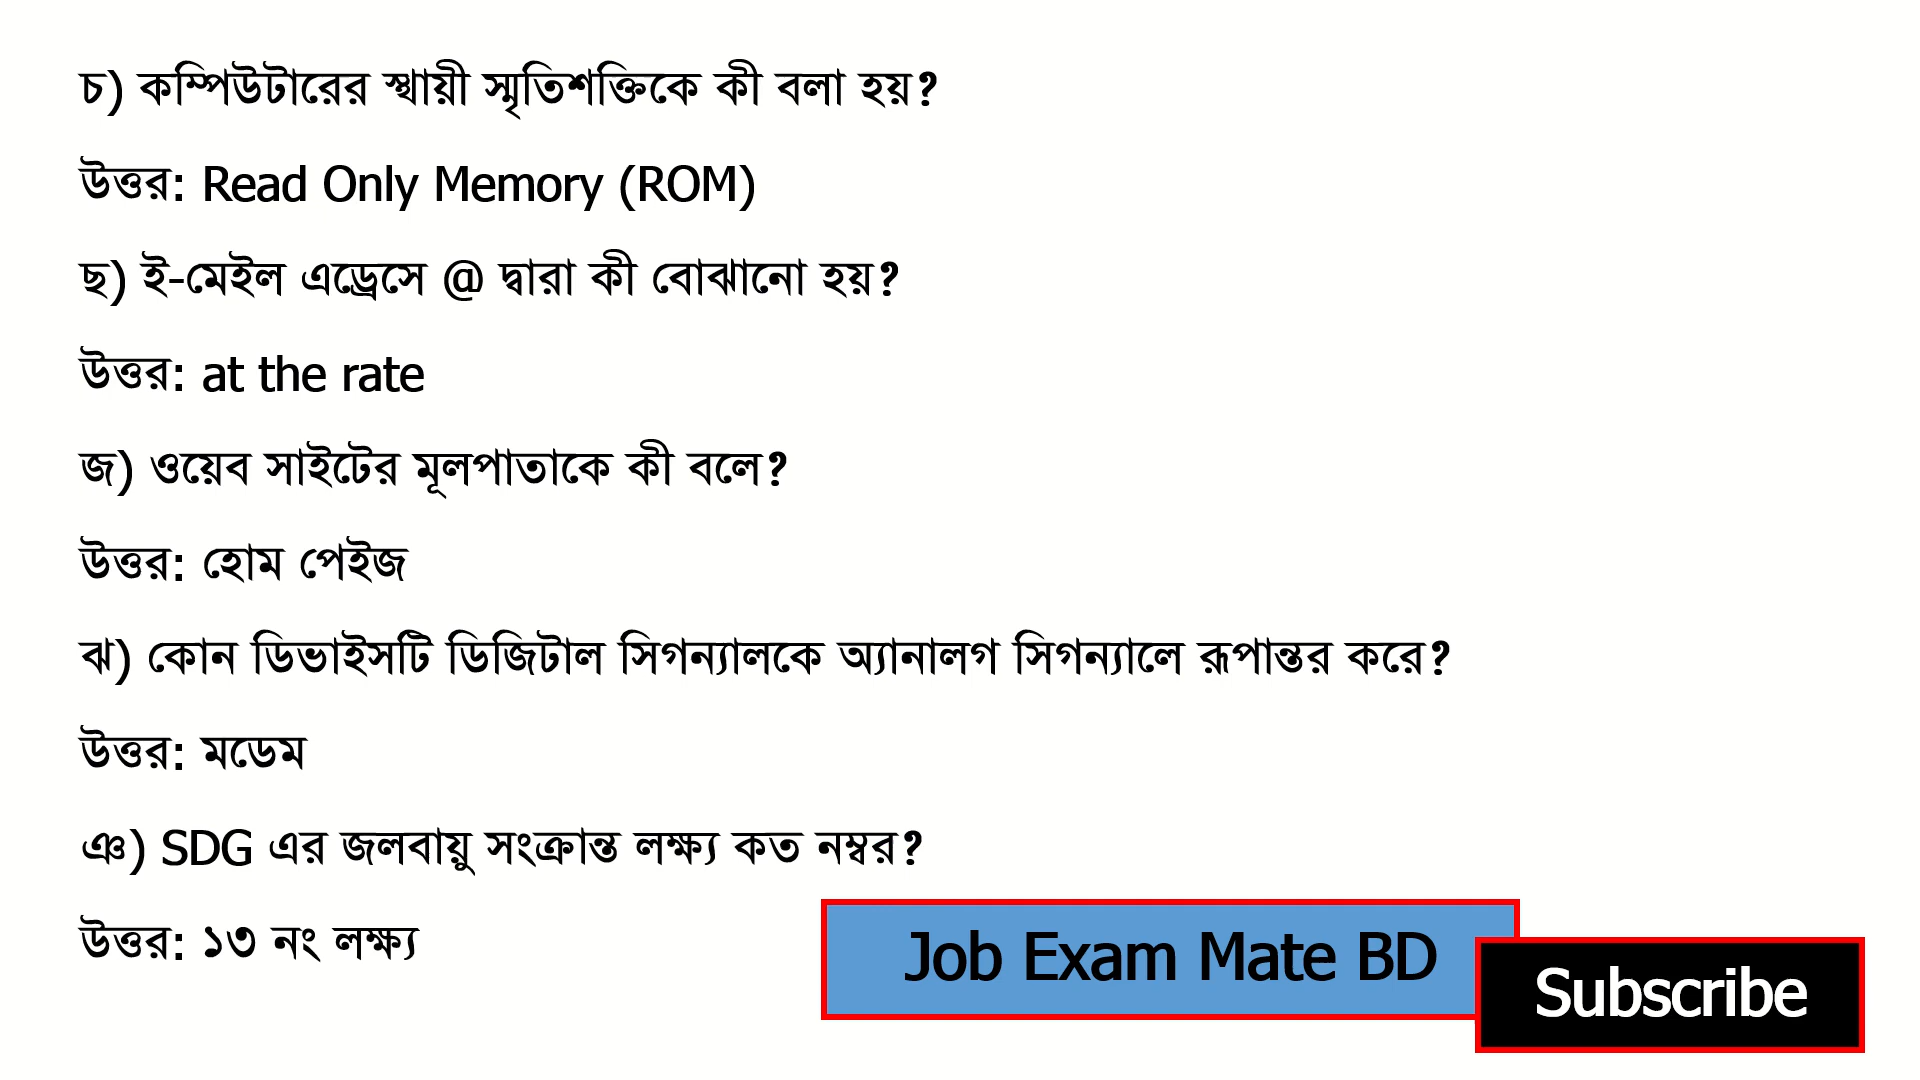 চ) কম্পিউটারের স্থায়ী স্মৃতিশক্তিকে কী বলা হয়?
উত্তর: Read Only Memory (ROM)
ছ) ই-মেইল এড্রেসে @ দ্বারা কী বোঝানো হয়?
উত্তর: at the rate
জ) ওয়েব সাইটের মূলপাতাকে কী বলে?
উত্তর: হোম পেইজ
ঝ) কোন ডিভাইসটি ডিজিটাল সিগন্যালকে অ্যানালগ সিগন্যালে রূপান্তর করে?
উত্তর: মডেম
ঞ) SDG এর জলবায়ু সংক্রান্ত লক্ষ্য কত নম্বর?
উত্তর: ১৩ নং লক্ষ্য
Job Exam Mate BD
Subscribe